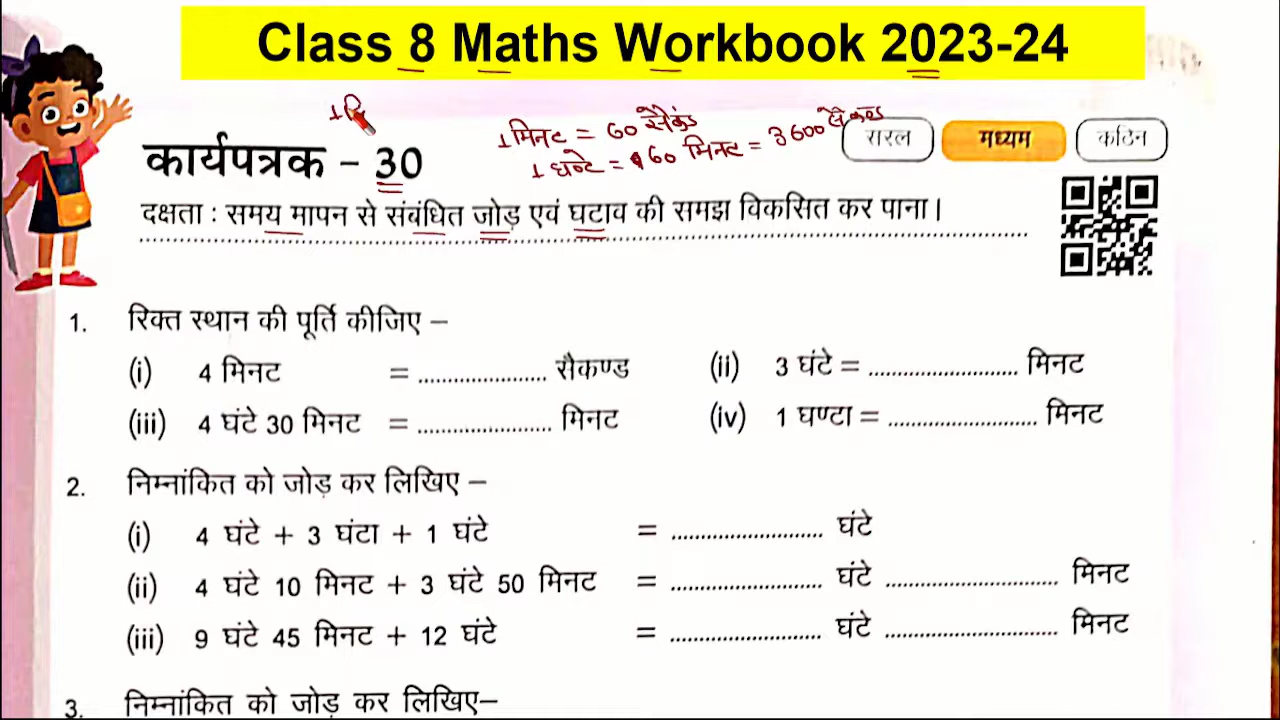 Class 8 Maths Workbook 2023-24
1 मिनट = 60 सैकंड
1 घन्टे = 60 मिनट = 3600 सैकण्ड
सरल मध्यम कठिन
कार्यपत्रक – 30
दक्षता : समय मापन से संबंधित जोड़ एवं घटाव की समझ विकसित कर पाना।
1. रिक्त स्थान की पूर्ति कीजिए –
(i) 4 मिनट = ...................... सैकण्ड (ii) 3 घंटे = ......................... मिनट
(iii) 4 घंटे 30 मिनट = ....................... मिनट (iv) 1 घण्टा = ......................... मिनट
2. निम्नांकित को जोड़ कर लिखिए –
(i) 4 घंटे + 3 घंटा + 1 घंटे = .......................... घंटे
(ii) 4 घंटे 10 मिनट + 3 घंटे 50 मिनट = .......................... घंटे ............................. मिनट
(iii) 9 घंटे 45 मिनट + 12 घंटे = .......................... घंटे ............................. मिनट
3. निम्नांकित को जोड़ कर लिखिए–